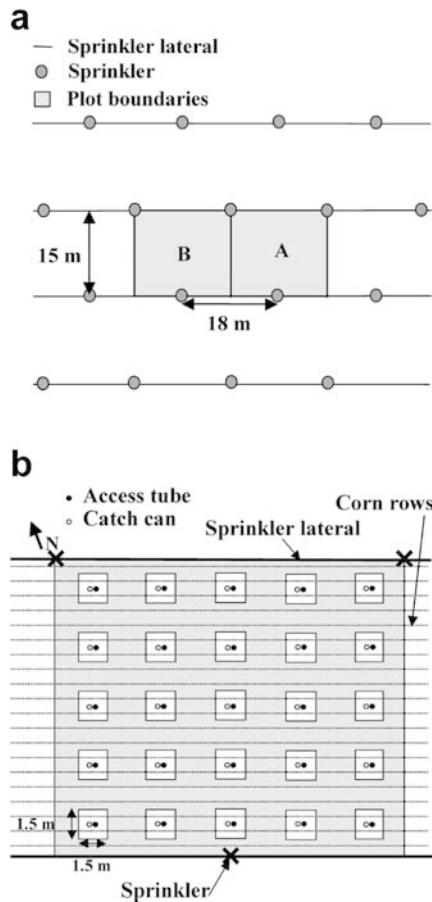 a
Sprinkler lateral
Sprinkler
Plot boundaries
15 m
B
A
18 m
b
Access tube
Catch can
N
Corn rows
Sprinkler lateral
1.5 m
1.5 m
Sprinkler